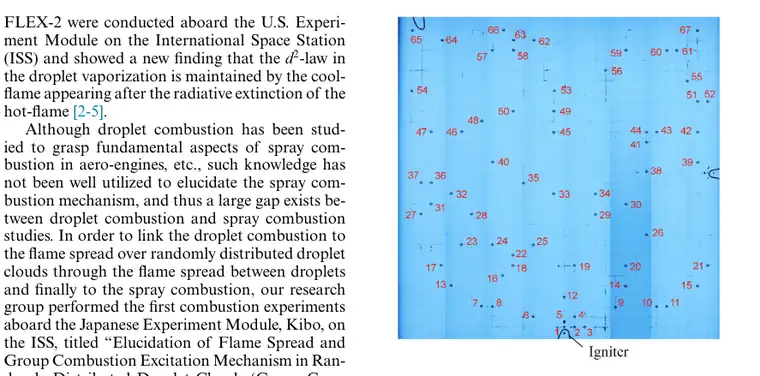 FLEX-2 were conducted aboard the U.S. Experi-
ment Module on the International Space Station
(ISS) and showed a new finding that the d²-law in
the droplet vaporization is maintained by the cool-
flame appearing after the radiative extinction of the
hot-flame [2-5].
Although droplet combustion has been stud-
ied to grasp fundamental aspects of spray com-
bustion in aero-engines, etc., such knowledge has
not been well utilized to elucidate the spray com-
bustion mechanism, and thus a large gap exists be-
tween droplet combustion and spray combustion
studies. In order to link the droplet combustion to
the flame spread over randomly distributed droplet
clouds through the flame spread between droplets
and finally to the spray combustion, our research
group performed the first combustion experiments
aboard the Japanese Experiment Module, Kibo, on
the ISS, titled “Elucidation of Flame Spread and
Group Combustion Excitation Mechanism in Ran-
66 67
65 64 63 62
57 58 59 60 61
56
55
54 53 51 52
50 49
48
47 46 45 44 43 42
41
40 39
38
37 36 35
32 33 34
31 30
27 28 29
26
23 24 25
22
17 18 19 20 21
16
13 14 15
12
7 8 9 10 11
6 5 4
1 2 3
Igniter